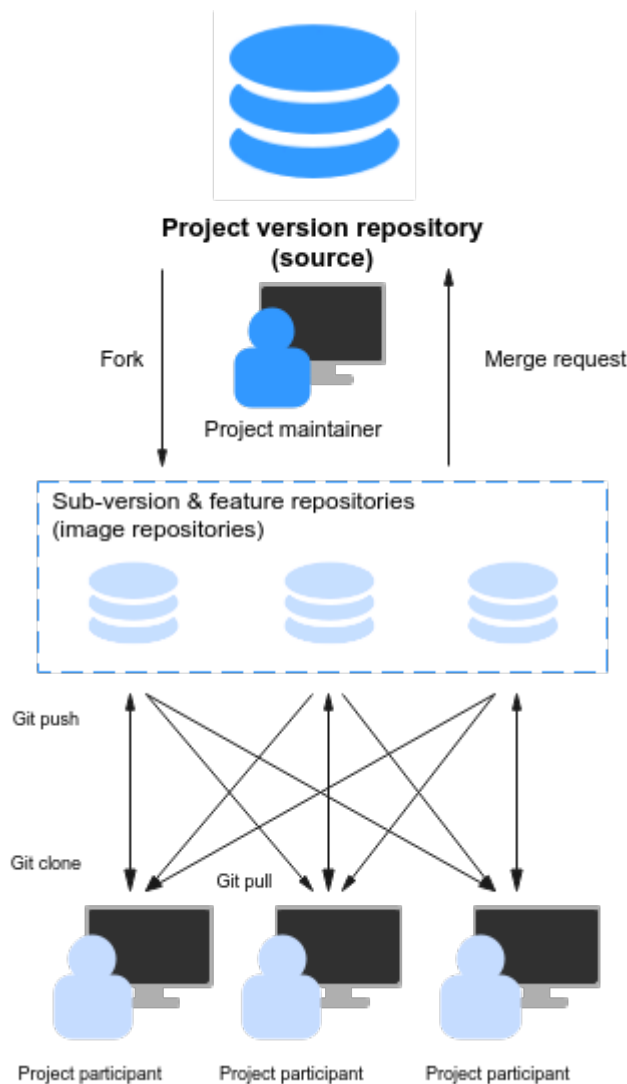 Project version repository
(source)
Fork
Merge request
Project maintainer
Sub-version & feature repositories
(image repositories)
Git push
Git clone
Git pull
Project participant
Project participant
Project participant